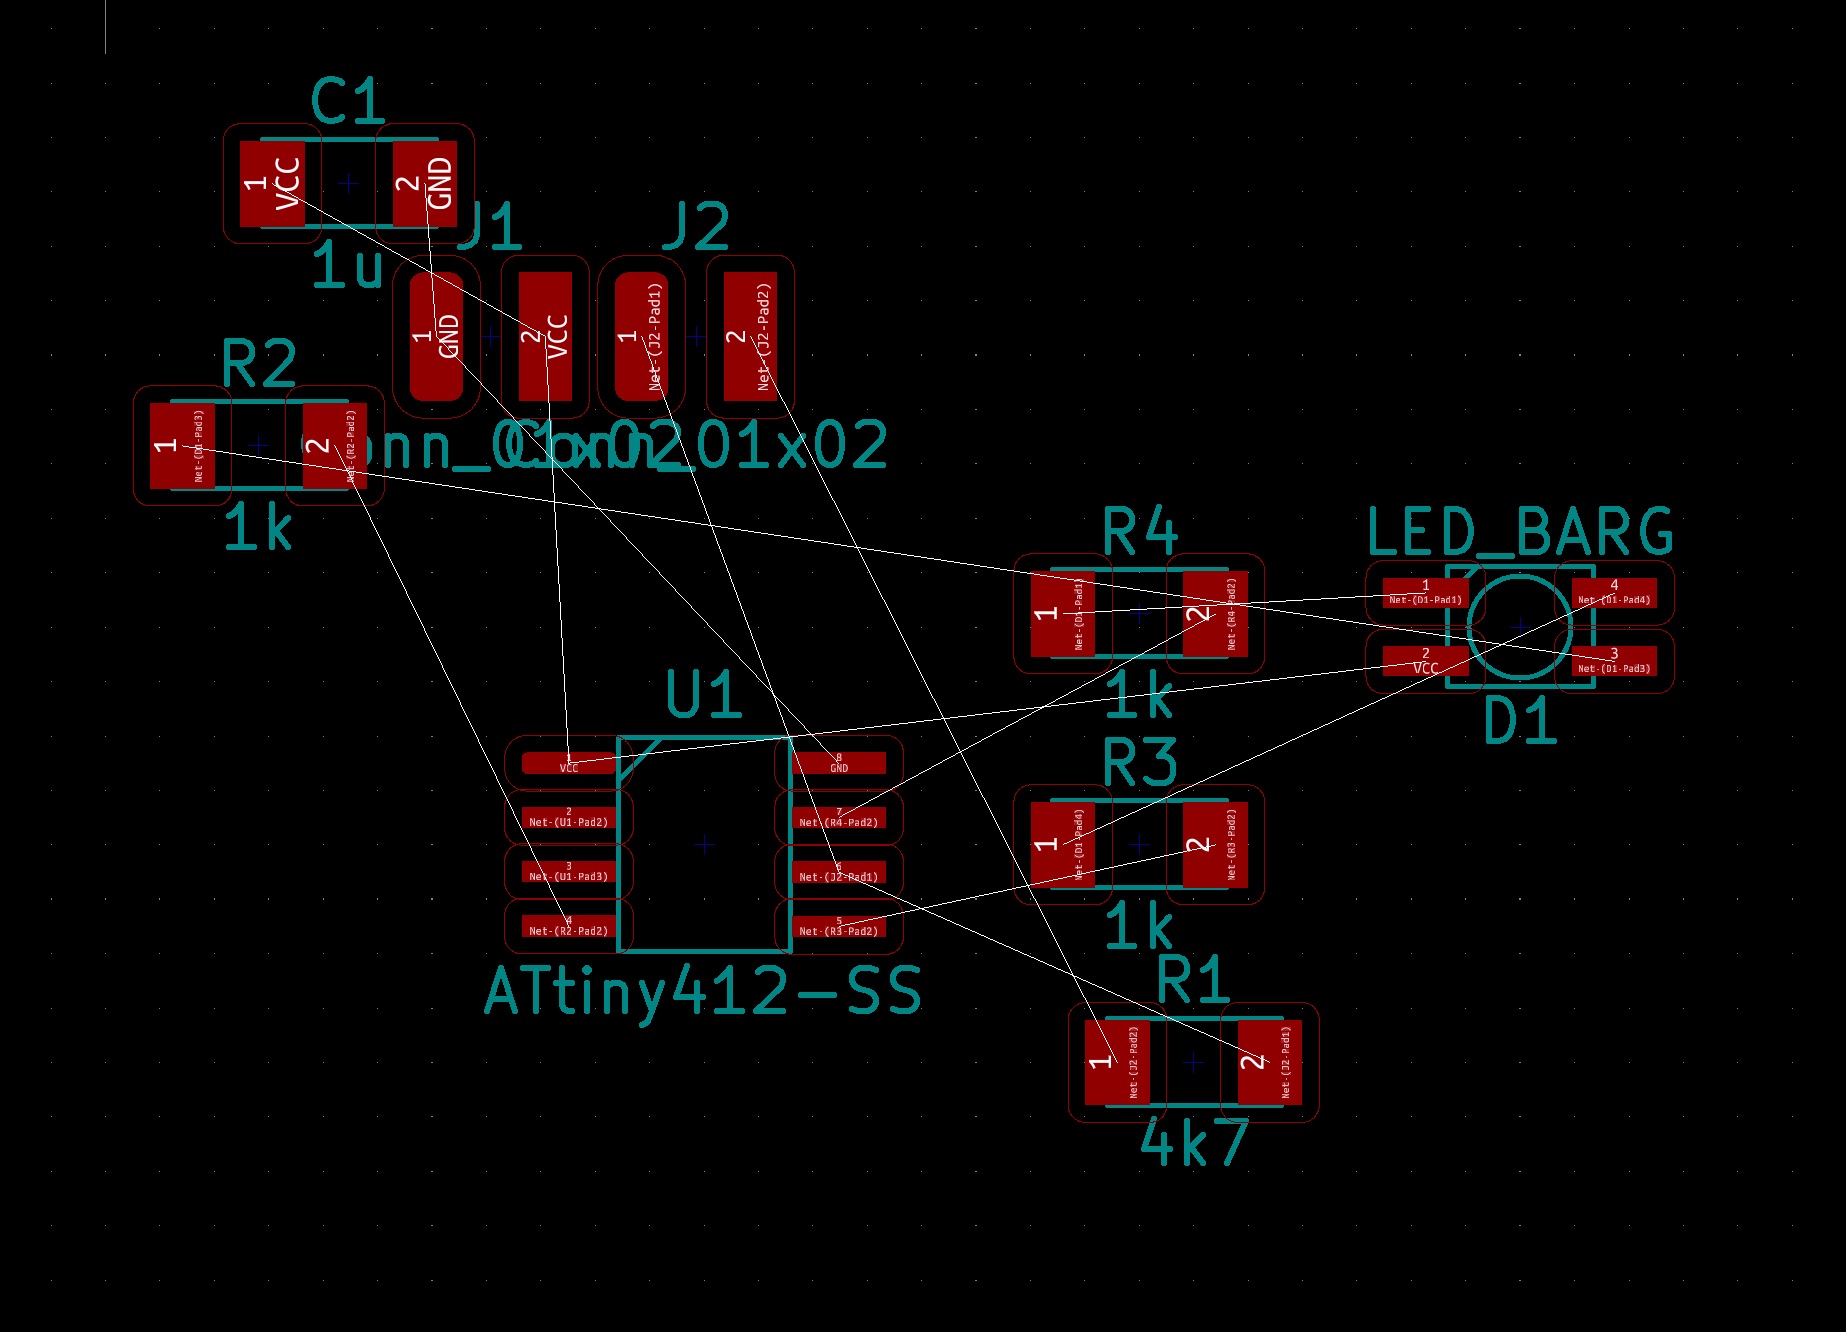 C1
1
VCC
2
GND
1u
J1
J2
1
GND
2
VCC
1
Net-(J2-Pad1)
2
Net-(J2-Pad2)
Conn_01x02
R2
1
Net-(D1-Pad3)
2
Net-(R2-Pad2)
1k
R4
1
Net-(D1-Pad1)
2
Net-(R4-Pad2)
1k
LED_BARG
1
Net-(D1-Pad1)
4
Net-(D1-Pad4)
2
VCC
3
Net-(D1-Pad3)
D1
U1
VCC
8
GND
2
Net-(U1-Pad2)
7
Net-(R4-Pad2)
3
Net-(U1-Pad3)
6
Net-(J2-Pad1)
4
Net-(R2-Pad2)
5
Net-(R3-Pad2)
ATtiny412-SS
R3
1
Net-(D1-Pad4)
2
Net-(R3-Pad2)
1k
R1
1
Net-(J2-Pad2)
2
Net-(J2-Pad1)
4k7